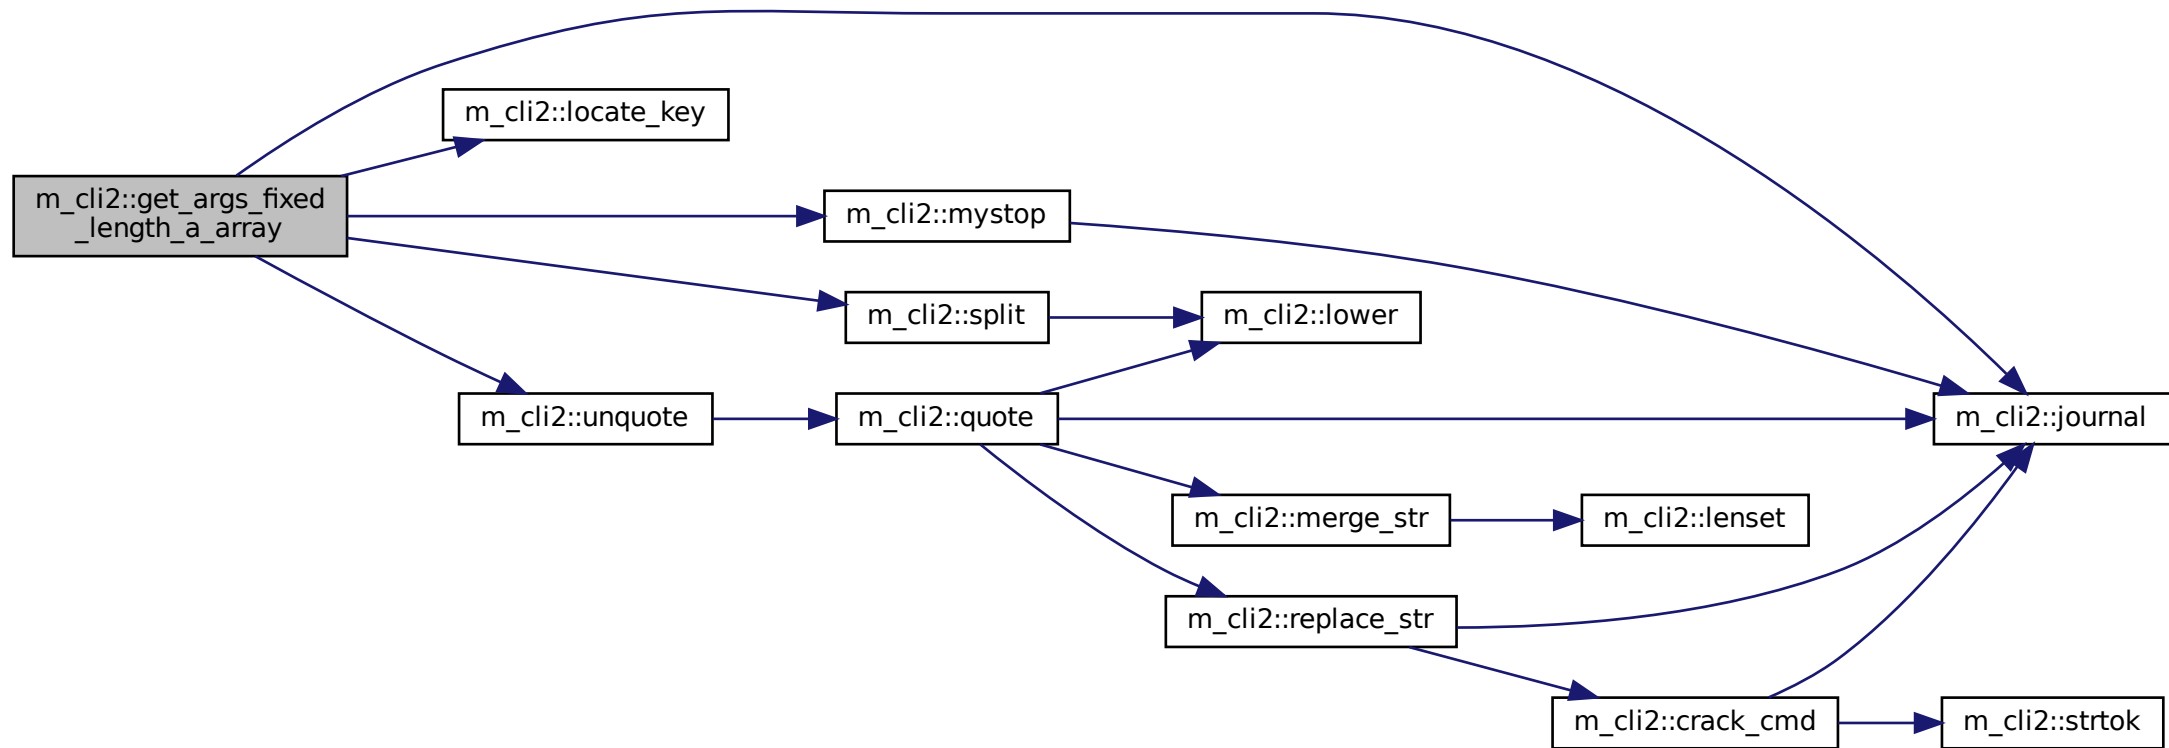 m_cli2::locate_key
m_cli2::get_args_fixed
_length_a_array
m_cli2::mystop
m_cli2::split
m_cli2::lower
m_cli2::unquote
m_cli2::quote
m_cli2::journal
m_cli2::merge_str
m_cli2::lenset
m_cli2::replace_str
m_cli2::crack_cmd
m_cli2::strtok